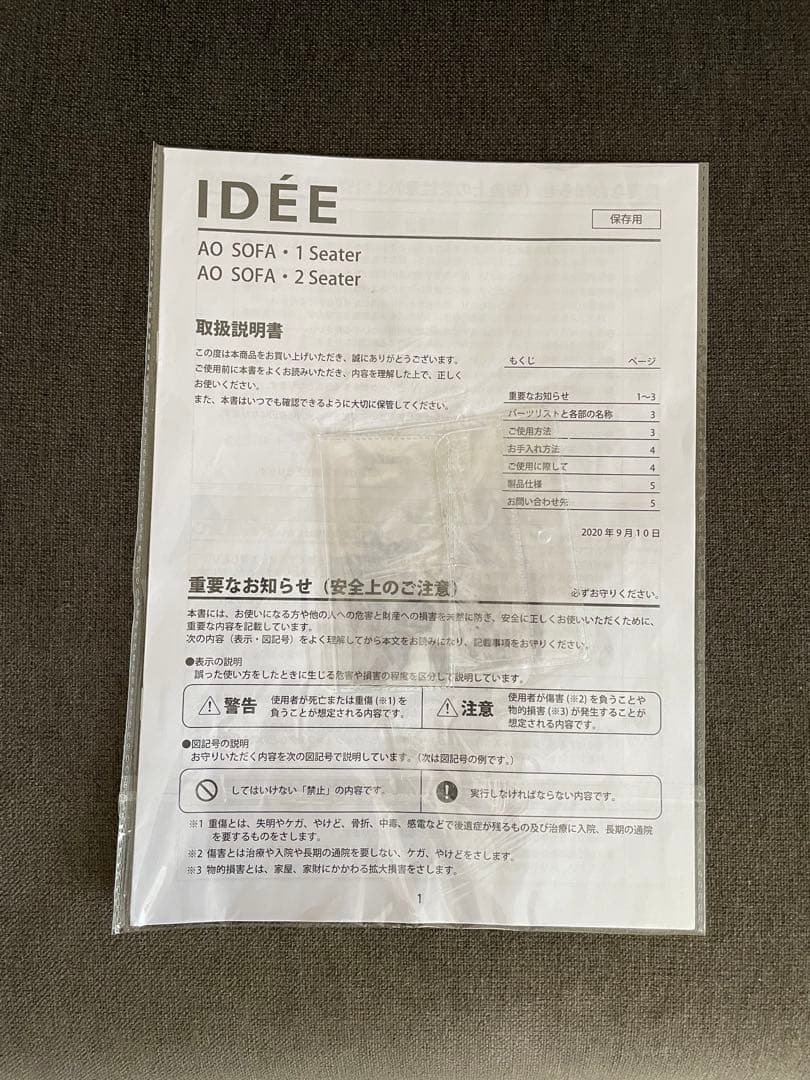 IDÉE
保存用
AO SOFA・1 Seater
AO SOFA・2 Seater
取扱説明書
この度は本商品をお買い上げいただき、誠にありがとうございます。
ご使用前に本書をよくお読みいただき、内容を理解した上で、正しく
お使いください。
また、本書はいつでも確認できるように大切に保管してください。
もくじ ページ
重要なお知らせ 1〜3
パーツリストと各部の名称 3
ご使用方法 3
お手入れ方法 4
ご使用に際して 4
製品仕様 5
お問い合わせ先 5
2020年9月10日
重要なお知らせ（安全上のご注意） 必ずお守りください。
本書には、お使いになる方や他の人への危害と財産への損害を未然に防ぎ、安全に正しくお使いいただくために、
重要な内容を記載しています。
次の内容（表示・図記号）をよく理解してから本文をお読みになり、記載事項をお守りください。
●表示の説明
誤った使い方をしたときに生じる危害や損害の程度を区分して説明しています。
警告
使用者が死亡または重傷(※1)を
負うことが想定される内容です。
注意
使用者が傷害(※2)を負うことや
物的損害(※3)が発生することが
想定される内容です。
●図記号の説明
お守りいただく内容を次の図記号で説明しています。（次は図記号の例です。）
してはいけない「禁止」の内容です。
実行しなければならない内容です。
※1 重傷とは、失明やケガ、やけど、骨折、中毒、感電などで後遺症が残るもの及び治療に入院、長期の通院
を要するものをさします。
※2 傷害とは治療や入院や長期の通院を要しない、ケガ、やけどをさします。
※3 物的損害とは、家屋、家財にかかわる拡大損害をさします。
1